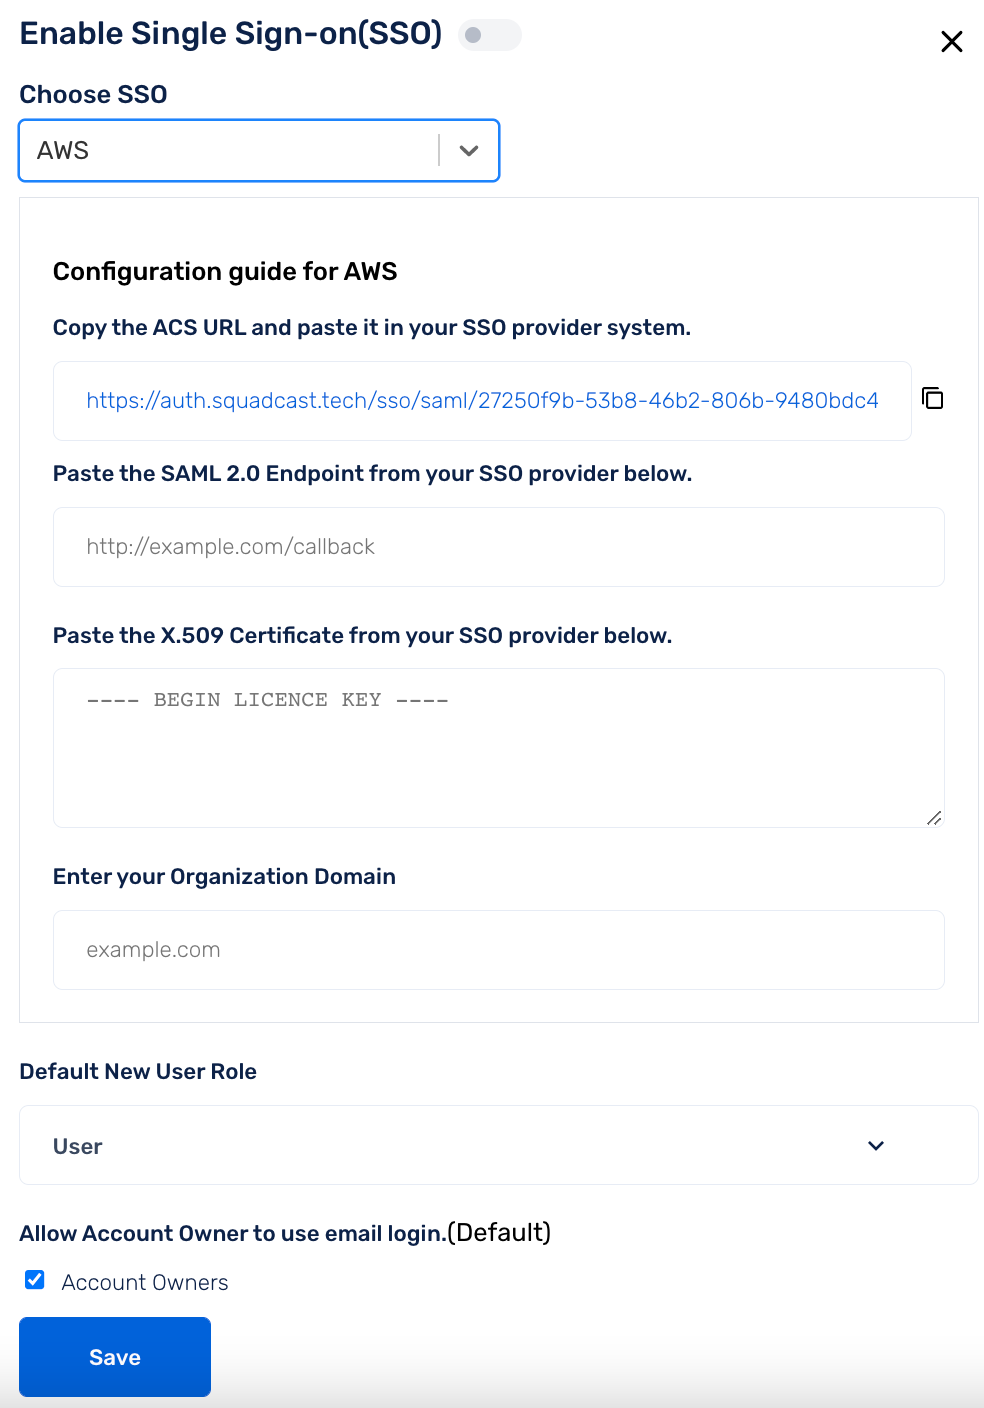 Enable Single Sign-on(SSO)
Choose SSO
AWS
Configuration guide for AWS
Copy the ACS URL and paste it in your SSO provider system.
https://auth.squadcast.tech/sso/saml/27250f9b-53b8-46b2-806b-9480bdc4
Paste the SAML 2.0 Endpoint from your SSO provider below.
http://example.com/callback
Paste the X.509 Certificate from your SSO provider below.
---- BEGIN LICENCE KEY ----
Enter your Organization Domain
example.com
Default New User Role
User
Allow Account Owner to use email login.(Default)
Account Owners
Save